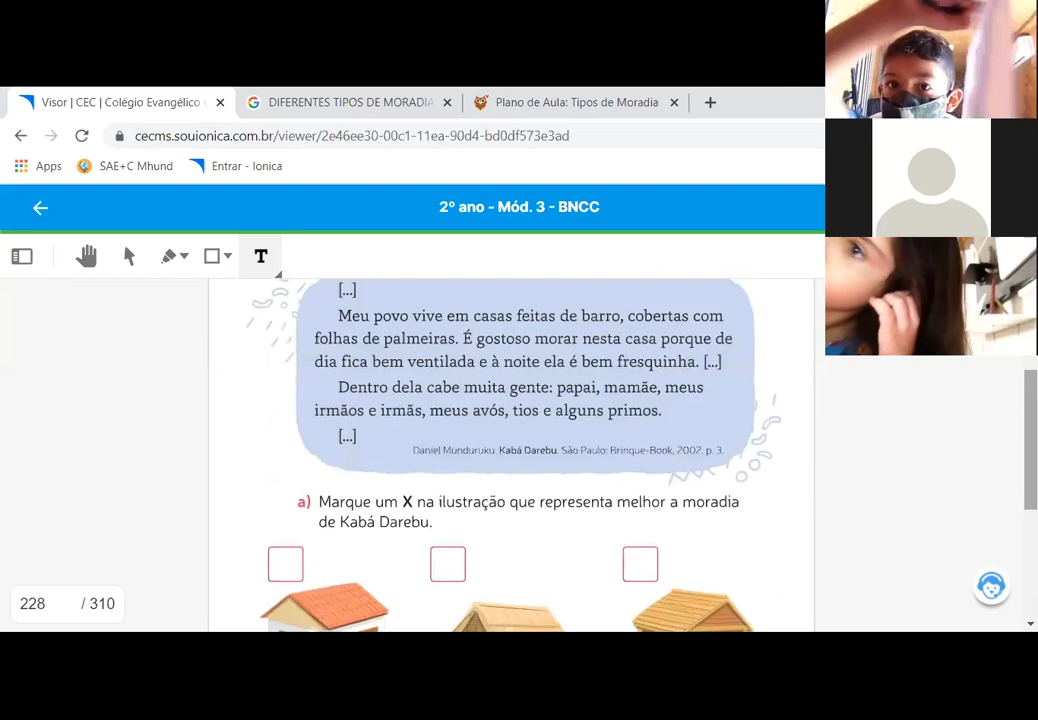 Visor | CEC | Colégio Evangélico
DIFERENTES TIPOS DE MORADIA
Plano de Aula: Tipos de Moradia
cecms.souionica.com.br/viewer/2e46ee30-00c1-11ea-90d4-bd0df573e3ad
Apps SAE+C Mhund Entrar - Ionica
2º ano - Mód. 3 - BNCC
T
[...]
Meu povo vive em casas feitas de barro, cobertas com
folhas de palmeiras. É gostoso morar nesta casa porque de
dia fica bem ventilada e à noite ela é bem fresquinha. [...]
Dentro dela cabe muita gente: papai, mamãe, meus
irmãos e irmãs, meus avós, tios e alguns primos.
[...]
Daniel Munduruku. Kabá Darebu. São Paulo: Brinque-Book, 2002. p. 3.
a) Marque um X na ilustração que representa melhor a moradia
de Kabá Darebu.
228 / 310